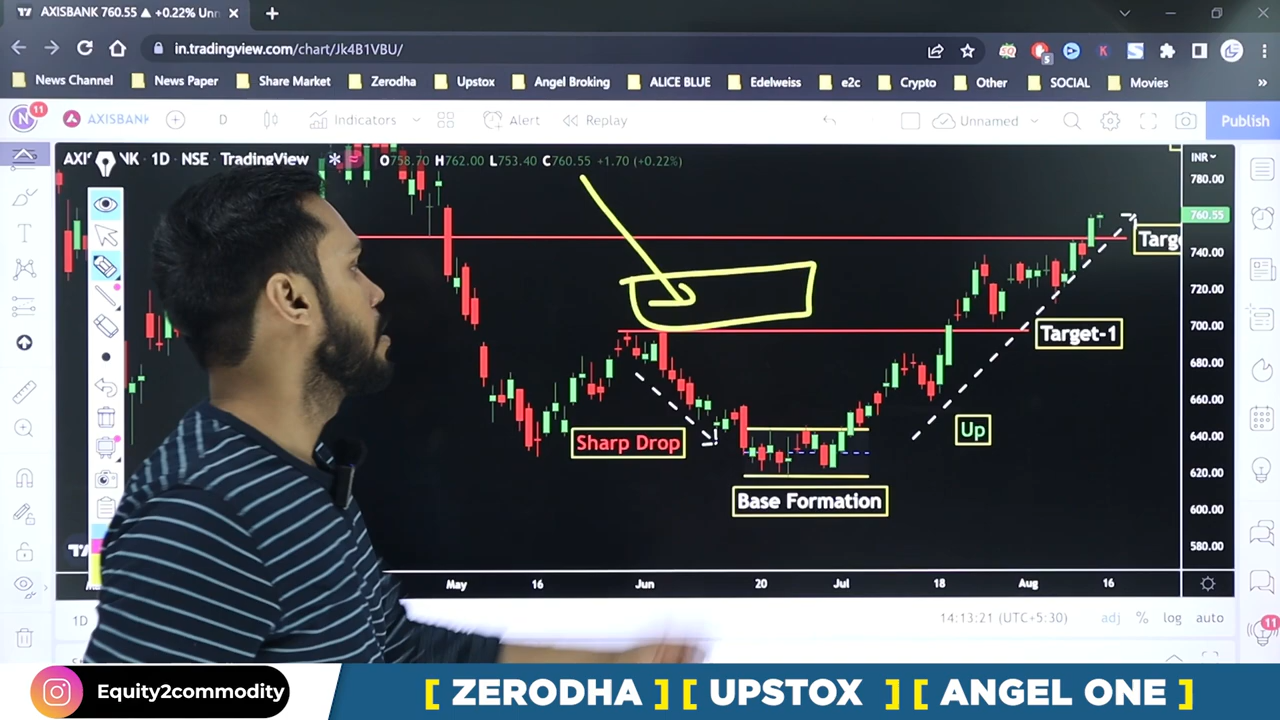 AXISBANK 760.55 ▲ +0.22% Unn
in.tradingview.com/chart/Jk4B1VBU/
News Channel News Paper Share Market Zerodha Upstox Angel Broking ALICE BLUE Edelweiss e2c Crypto Other SOCIAL Movies »
N 11 AXISBANK D Indicators Alert Replay Unnamed Publish
NK · 1D · NSE TradingView O758.70 H762.00 L753.40 C760.55 +1.70 (+0.22%)
INR
780.00
760.55
Targ
740.00
720.00
700.00
Target-1
680.00
660.00
Sharp Drop
Up
640.00
620.00
Base Formation
600.00
580.00
May 16 Jun 20 Jul 18 Aug 16
1D 14:13:21 (UTC+5:30) adj % log auto
11
Equity2commodity
[ ZERODHA ] [ UPSTOX ] [ ANGEL ONE ]